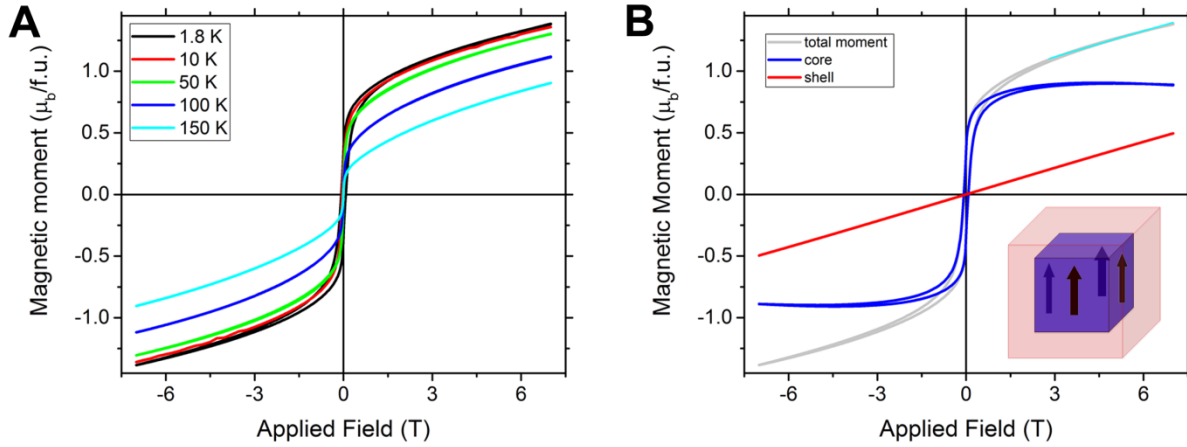 A
Magnetic moment (μb/f.u.)
1.0
0.5
0.0
-0.5
-1.0
1.8 K
10 K
50 K
100 K
150 K
-6
-3
0
3
6
Applied Field (T)
B
Magnetic Moment (μb/f.u.)
1.0
0.5
0.0
-0.5
-1.0
total moment
core
shell
-6
-3
0
3
6
Applied Field (T)